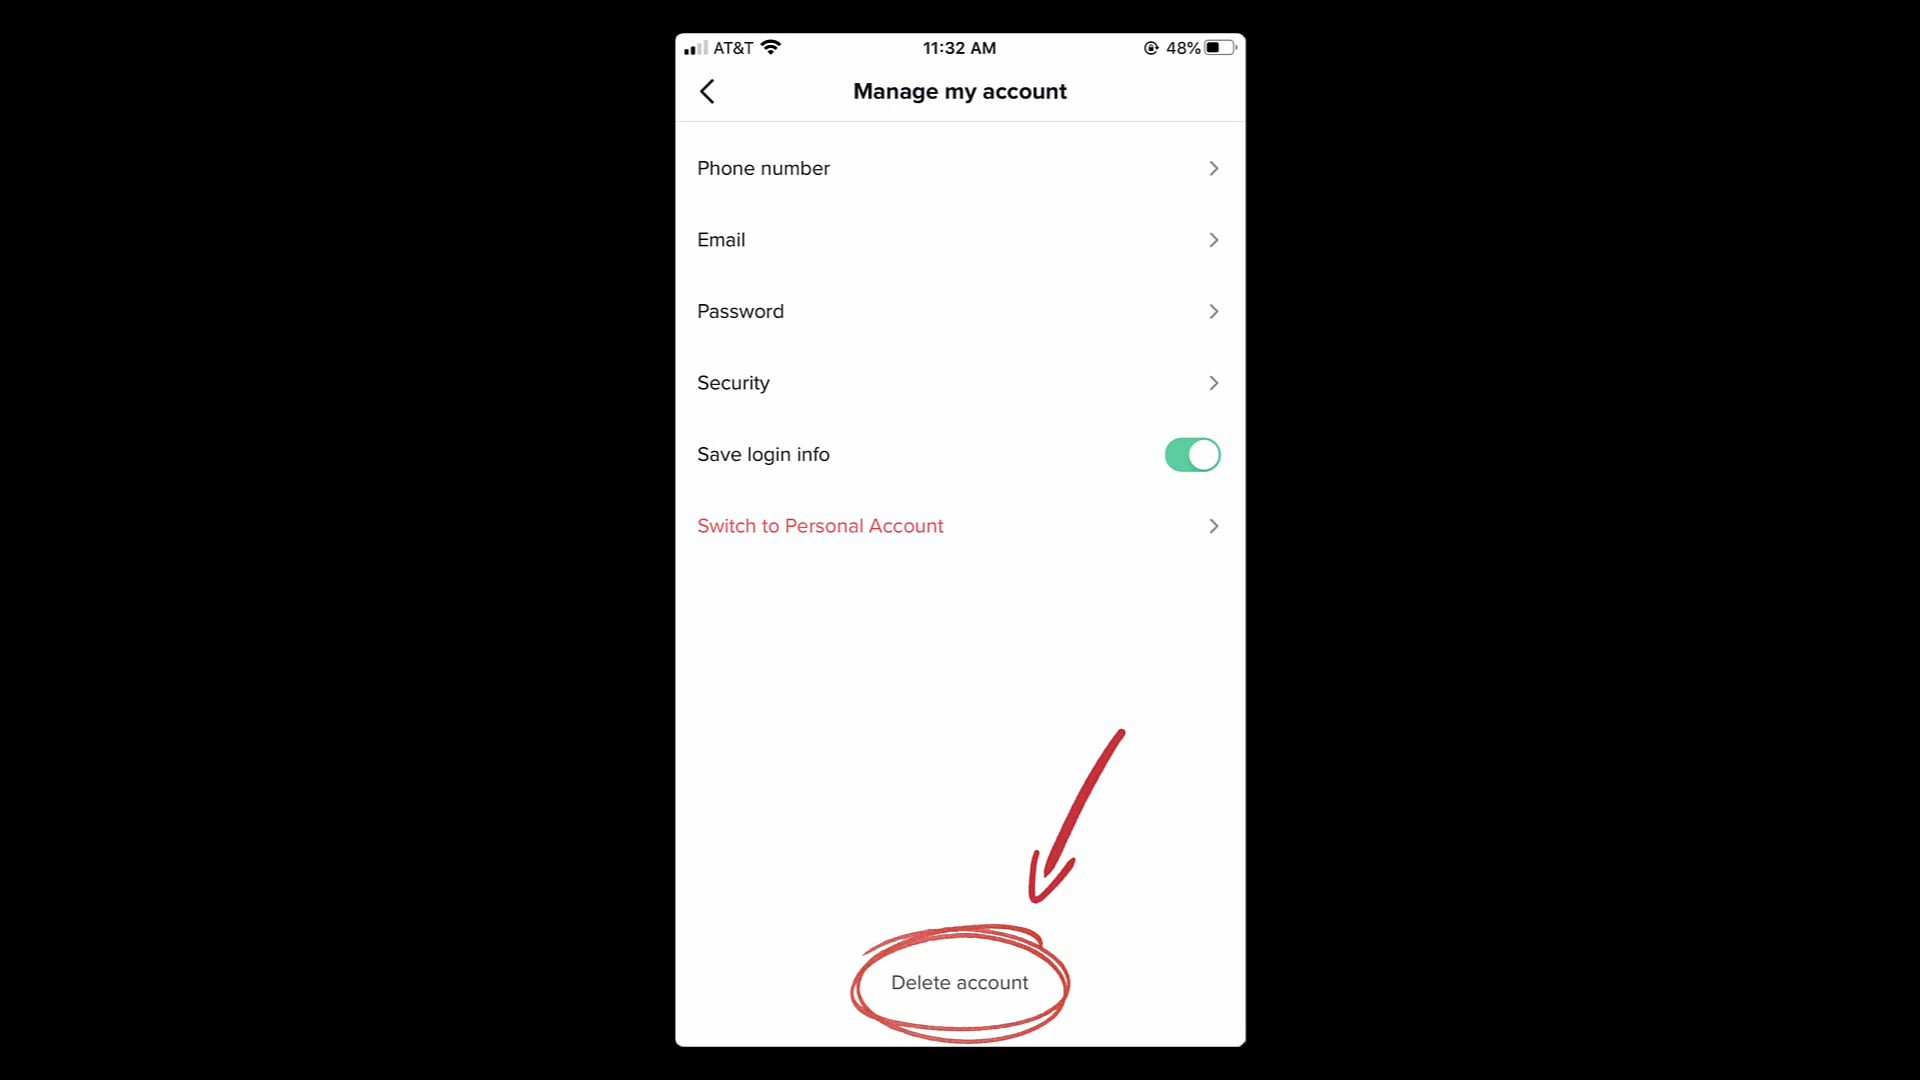 AT&T
11:32 AM
48%
Manage my account
Phone number
Email
Password
Security
Save login info
Switch to Personal Account
Delete account